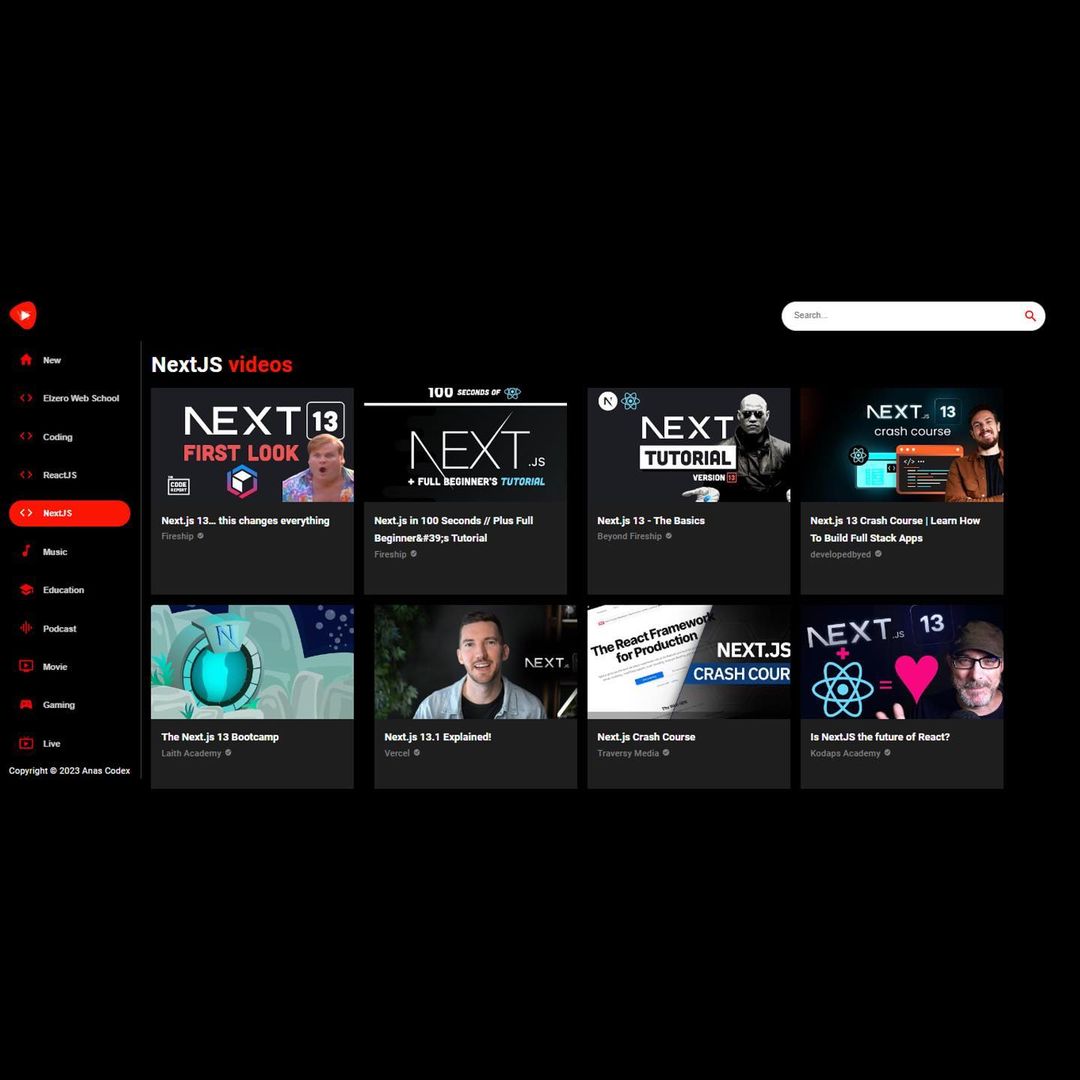 Search...
New
Elzero Web School
Coding
ReactJS
NextJS
Music
Education
Podcast
Movie
Gaming
Live
Copyright © 2023 Anas Codex
NextJS videos
NEXT 13
FIRST LOOK
THE
CODE
REPORT
Next.js 13... this changes everything
Fireship
100 SECONDS OF
NEXT.JS
+ FULL BEGINNER'S TUTORIAL
Next.js in 100 Seconds // Plus Full
Beginner&#39;s Tutorial
Fireship
N
NEXT
TUTORIAL
VERSION 13
Next.js 13 - The Basics
Beyond Fireship
NEXT.JS 13
crash course
Next.js 13 Crash Course | Learn How
To Build Full Stack Apps
developedbyed
N
The Next.js 13 Bootcamp
Laith Academy
NEXT.JS
Next.js 13.1 Explained!
Vercel
The React Framework
for Production
NEXT.JS
CRASH COUR
Next.js Crash Course
Traversy Media
NEXT.JS 13
+
=
Is NextJS the future of React?
Kodaps Academy